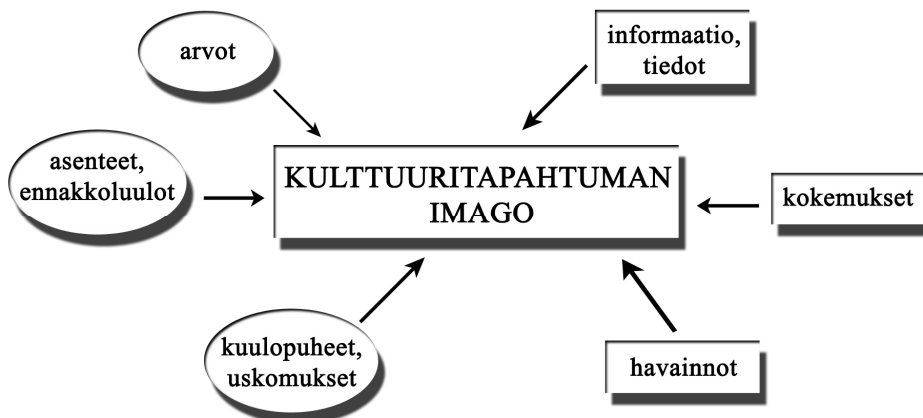 arvot
informaatio,
tiedot
asenteet,
ennakkoluulot
KULTTUURITAPAHTUMAN
IMAGO
kokemukset
kuulopuheet,
uskomukset
havainnot